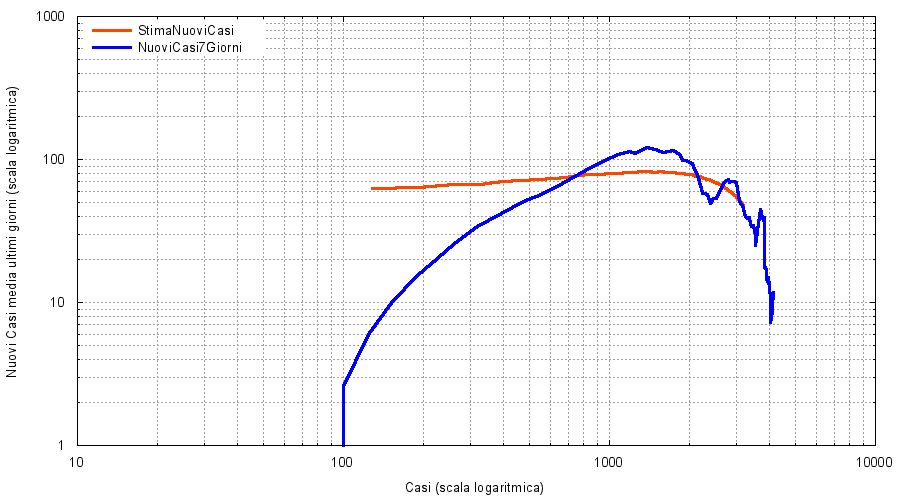 1000
StimaNuoviCasi
NuoviCasi7Giorni
100
10
1
10
100
1000
10000
Nuovi Casi media ultimi giorni (scala logaritmica)
Casi (scala logaritmica)